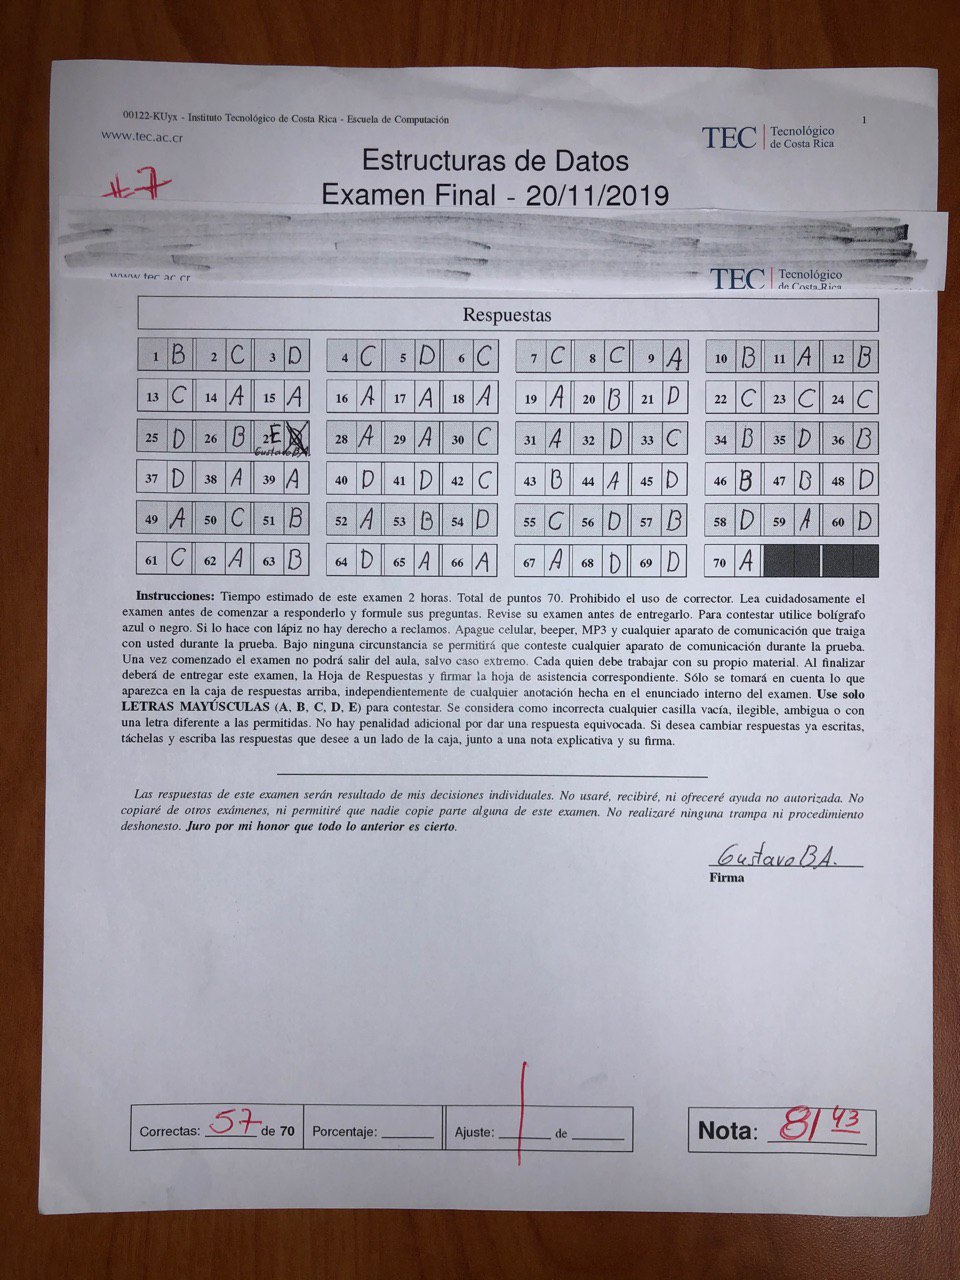 00122-KUyx - Instituto Tecnológico de Costa Rica - Escuela de Computación
1
www.tec.ac.cr
TEC | Tecnológico de Costa Rica
Estructuras de Datos
#7
Examen Final - 20/11/2019
www tec ac cr
TEC | Tecnológico de Costa Rica
Respuestas
1 B 2 C 3 D 4 C 5 D 6 C 7 C 8 C 9 A 10 B 11 A 12 B
13 C 14 A 15 A 16 A 17 A 18 A 19 A 20 B 21 D 22 C 23 C 24 C
25 D 26 B 2 E 28 A 29 A 30 C 31 A 32 D 33 C 34 B 35 D 36 B
Gustavo BA
37 D 38 A 39 A 40 D 41 D 42 C 43 B 44 A 45 D 46 B 47 B 48 D
49 A 50 C 51 B 52 A 53 B 54 D 55 C 56 D 57 B 58 D 59 A 60 D
61 C 62 A 63 B 64 D 65 A 66 A 67 A 68 D 69 D 70 A
Instrucciones: Tiempo estimado de este examen 2 horas. Total de puntos 70. Prohibido el uso de corrector. Lea cuidadosamente el
examen antes de comenzar a responderlo y formule sus preguntas. Revise su examen antes de entregarlo. Para contestar utilice bolígrafo
azul o negro. Si lo hace con lápiz no hay derecho a reclamos. Apague celular, beeper, MP3 y cualquier aparato de comunicación que traiga
con usted durante la prueba. Bajo ninguna circunstancia se permitirá que conteste cualquier aparato de comunicación durante la prueba.
Una vez comenzado el examen no podrá salir del aula, salvo caso extremo. Cada quien debe trabajar con su propio material. Al finalizar
deberá de entregar este examen, la Hoja de Respuestas y firmar la hoja de asistencia correspondiente. Sólo se tomará en cuenta lo que
aparezca en la caja de respuestas arriba, independientemente de cualquier anotación hecha en el enunciado interno del examen. Use solo
LETRAS MAYÚSCULAS (A, B, C, D, E) para contestar. Se considera como incorrecta cualquier casilla vacía, ilegible, ambigua o con
una letra diferente a las permitidas. No hay penalidad adicional por dar una respuesta equivocada. Si desea cambiar respuestas ya escritas,
táchelas y escriba las respuestas que desee a un lado de la caja, junto a una nota explicativa y su firma.
Las respuestas de este examen serán resultado de mis decisiones individuales. No usaré, recibiré, ni ofreceré ayuda no autorizada. No
copiaré de otros exámenes, ni permitiré que nadie copie parte alguna de este examen. No realizaré ninguna trampa ni procedimiento
deshonesto. Juro por mi honor que todo lo anterior es cierto.
Gustavo B.A.
Firma
Correctas: 57 de 70 Porcentaje: Ajuste: de Nota: 81 43